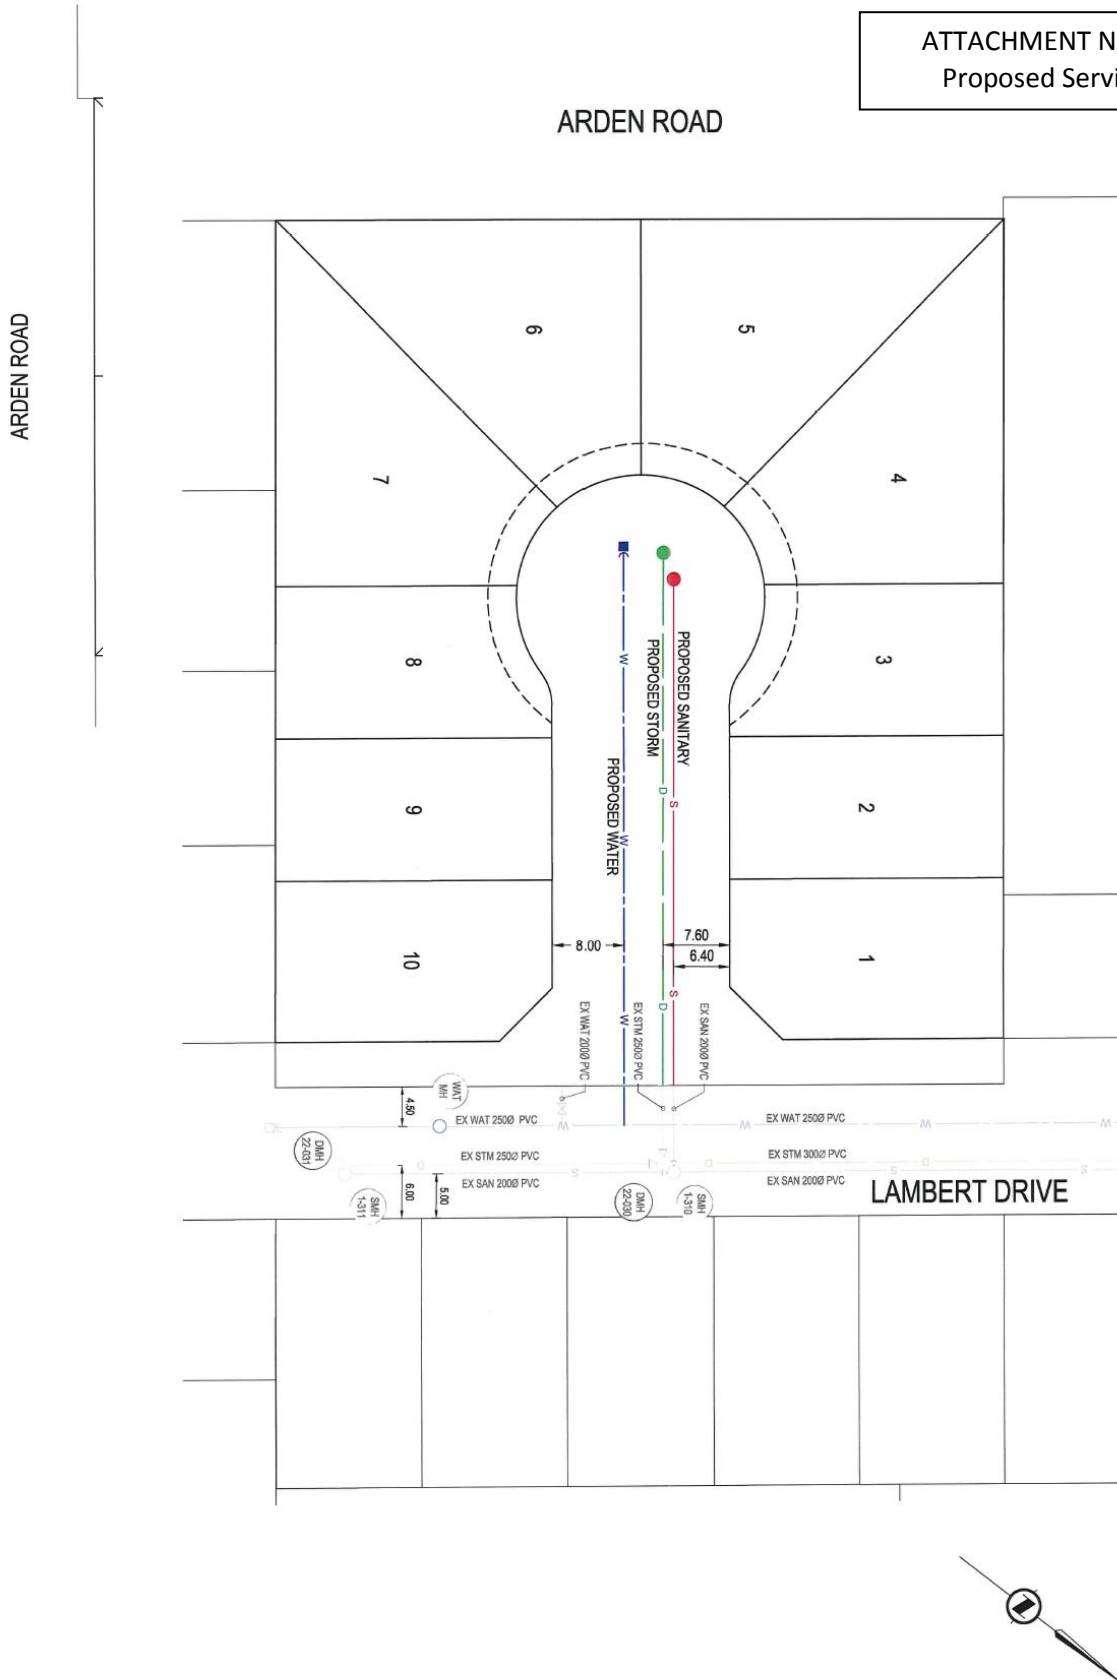 ATTACHMENT N
Proposed Servi
ARDEN ROAD
ARDEN ROAD
6
5
7
4
8
3
9
2
10
1
W
PROPOSED STORM
PROPOSED SANITARY
PROPOSED WATER
W
D
S
8.00
7.60
6.40
W
D
S
EX WAT 200Ø PVC
EX STM 250Ø PVC
EX SAN 200Ø PVC
4.50
WAT
MH
EX WAT 250Ø PVC
W
W
EX WAT 250Ø PVC
W
W
DMH
22-031
EX STM 250Ø PVC
EX STM 300Ø PVC
D
D
D
S
S
S
EX SAN 200Ø PVC
EX SAN 200Ø PVC
6.00
5.00
SMH
1-311
DMH
22-030
SMH
1-310
LAMBERT DRIVE